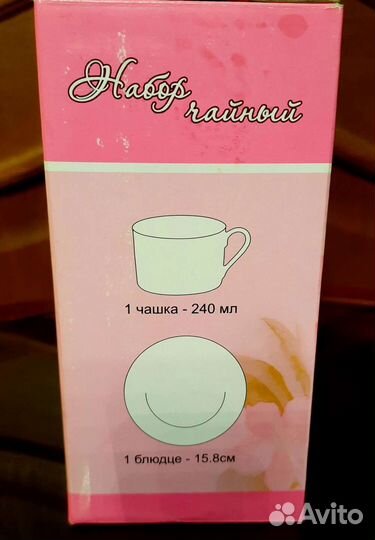 Набор
чайный
1 чашка - 240 мл
1 блюдце - 15.8см
Avito